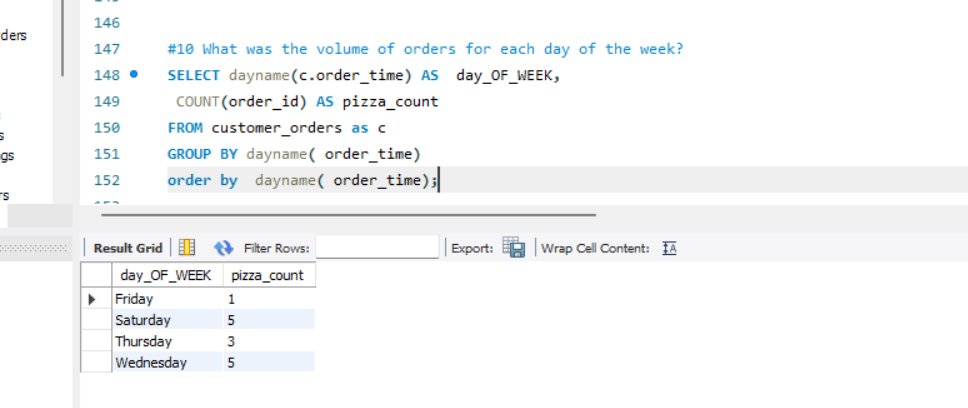 ders
146
147 #10 What was the volume of orders for each day of the week?
148 SELECT dayname(c.order_time) AS day_OF_WEEK,
149 COUNT(order_id) AS pizza_count
150 FROM customer_orders as c
151 GROUP BY dayname( order_time)
152 order by dayname( order_time);
s
gs
rs
Result Grid Filter Rows: Export: Wrap Cell Content: IA
day_OF_WEEK pizza_count
Friday 1
Saturday 5
Thursday 3
Wednesday 5